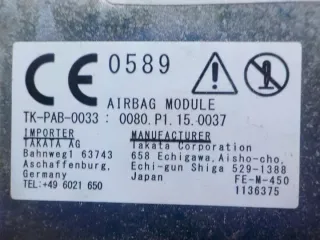 CE 0589
AIRBAG MODULE
TK-PAB-0033 : 0080.P1.15.0037
IMPORTER MANUFACTURER
TAKATA AG Takata Corporation
Bahnweg1 63743 658 Echigawa,Aisho-cho,
Aschaffenburg, Echi-gun Shiga 529-1388
Germany Japan FE-M-450
TEL:+49 6021 650 1136375